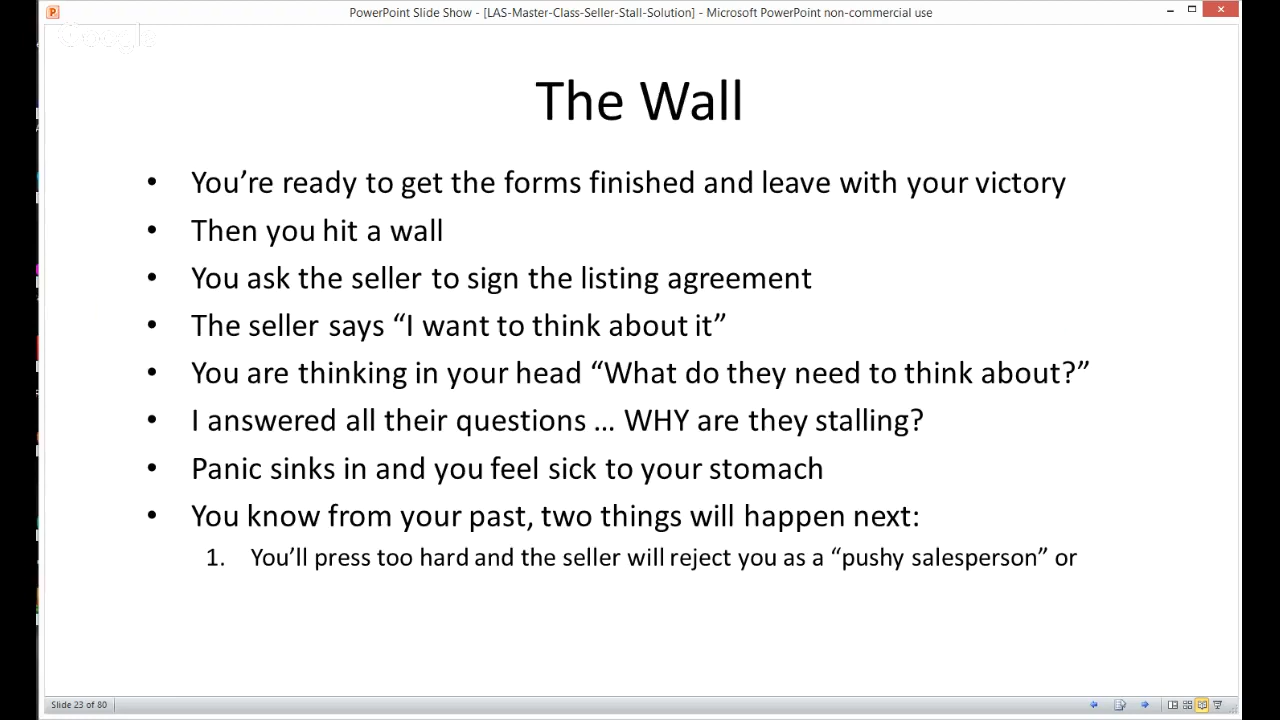 PowerPoint Slide Show - [LAS-Master-Class-Seller-Stall-Solution] - Microsoft PowerPoint non-commercial use
Google
The Wall
• You’re ready to get the forms finished and leave with your victory
• Then you hit a wall
• You ask the seller to sign the listing agreement
• The seller says “I want to think about it”
• You are thinking in your head “What do they need to think about?”
• I answered all their questions … WHY are they stalling?
• Panic sinks in and you feel sick to your stomach
• You know from your past, two things will happen next:
1. You’ll press too hard and the seller will reject you as a “pushy salesperson” or
Slide 23 of 80